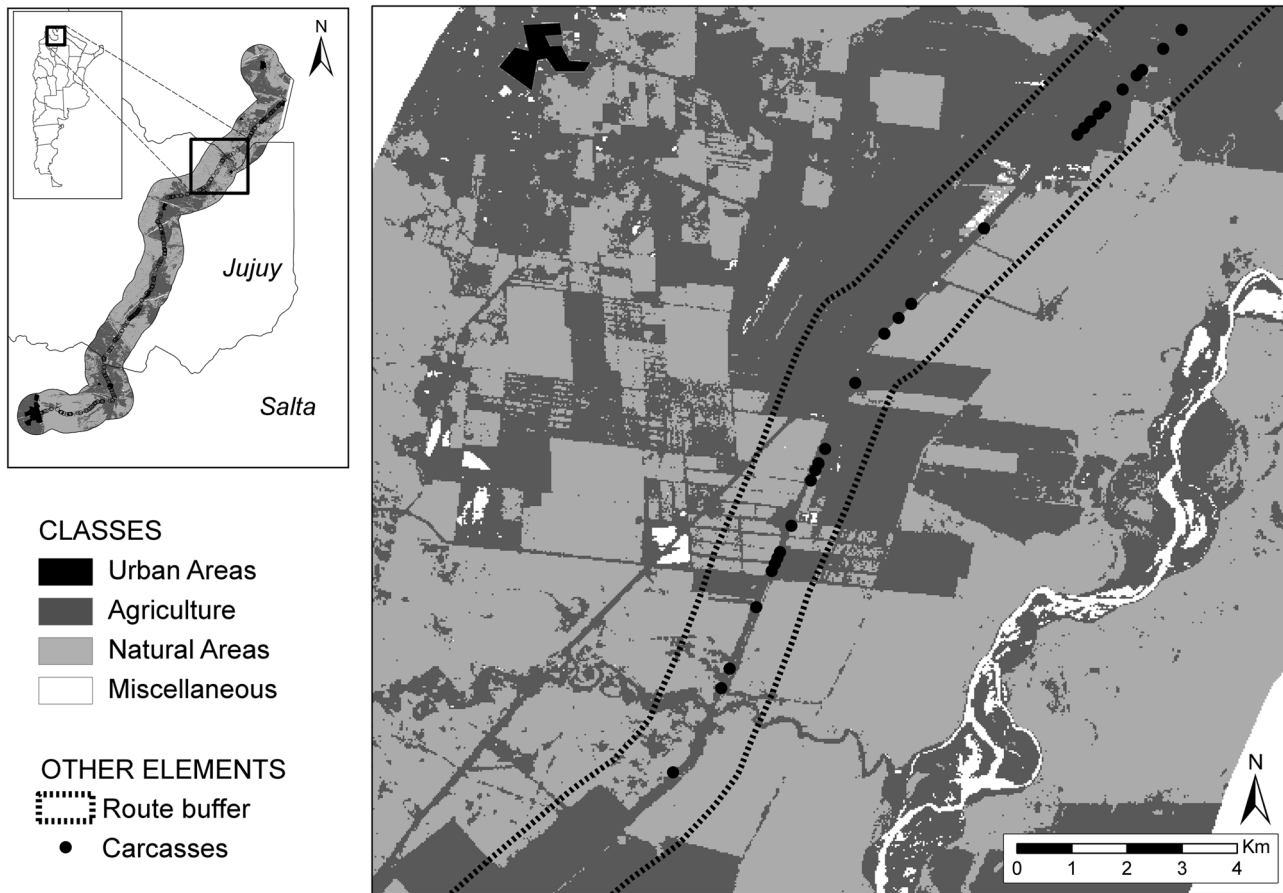 N
Jujuy
Salta
CLASSES
Urban Areas
Agriculture
Natural Areas
Miscellaneous
OTHER ELEMENTS
Route buffer
Carcasses
N
Km
0 1 2 3 4